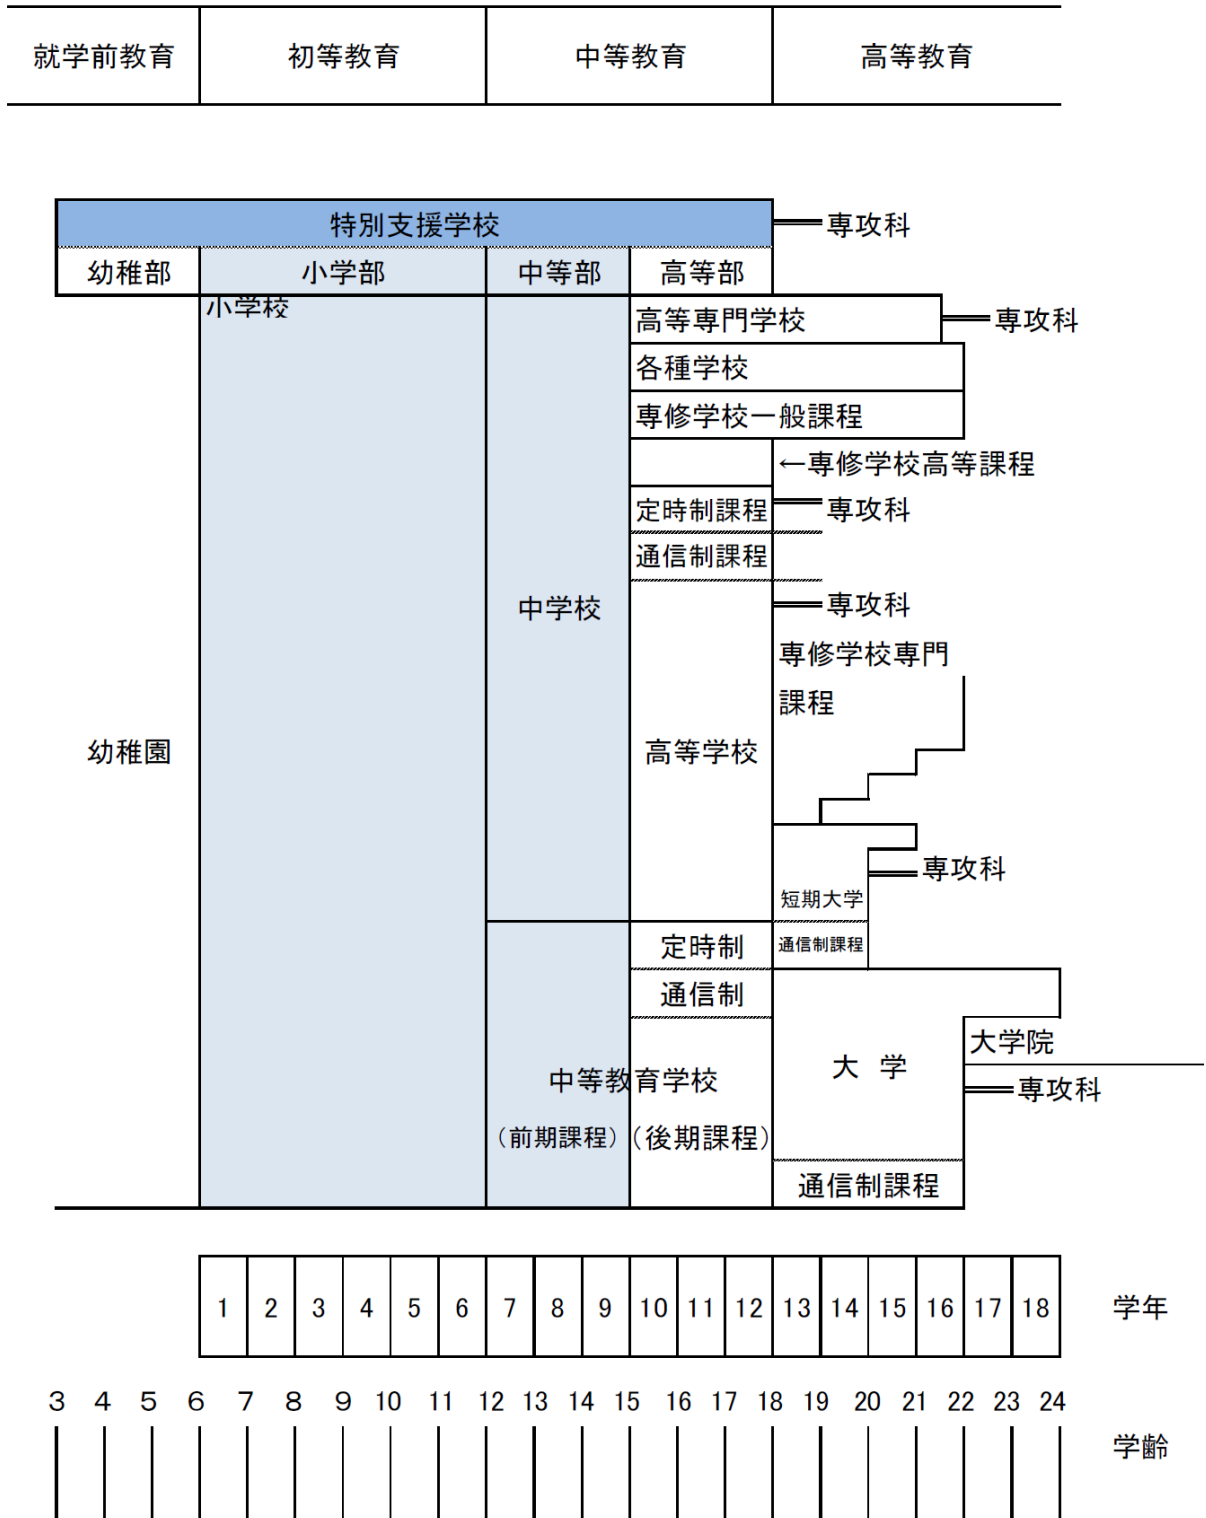 就学前教育 初等教育 中等教育 高等教育
特別支援学校 専攻科
幼稚部 小学部 中等部 高等部
小学校
高等専門学校 専攻科
各種学校
専修学校一般課程
←専修学校高等課程
定時制課程 専攻科
通信制課程
中学校 専攻科
専修学校専門
課程
幼稚園 高等学校
専攻科
短期大学
定時制 通信制課程
通信制
大学院
大 学
中等教育学校 専攻科
（前期課程） （後期課程）
通信制課程
1 2 3 4 5 6 7 8 9 10 11 12 13 14 15 16 17 18 学年
3 4 5 6 7 8 9 10 11 12 13 14 15 16 17 18 19 20 21 22 23 24
学齢